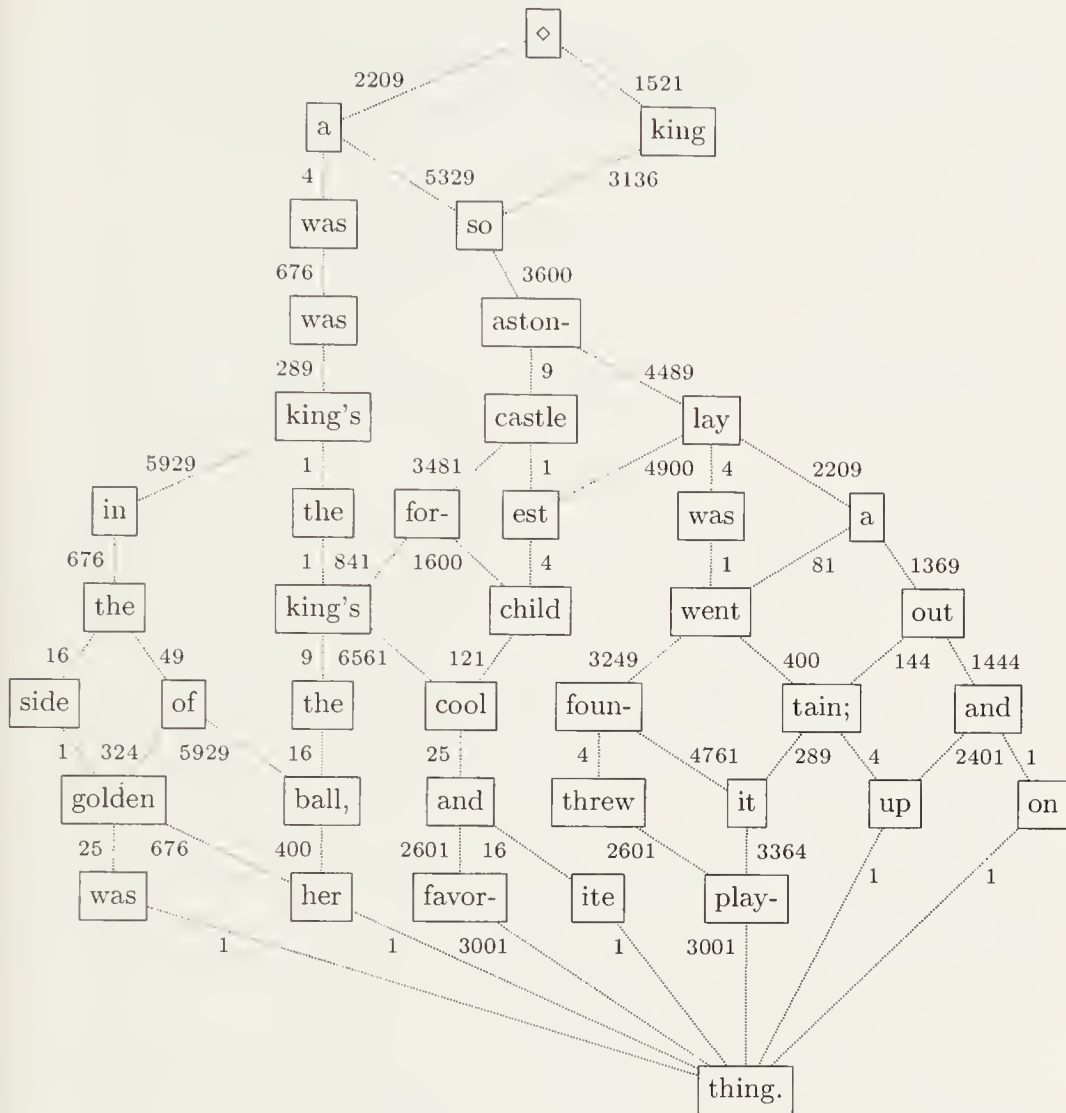 ◇
2209 1521
a king
4 5329 3136
was so
676 3600
was aston-
289 9 4489
king's castle lay
5929 1 3481 1 4900 4 2209
in the for- est was a
676 1 841 1600 4 1 81 1369
the king's child went out
16 49 9 6561 121 3249 400 144 1444
side of the cool foun- tain; and
1 324 5929 16 25 4 4761 289 4 2401 1
golden ball, and threw it up on
25 676 400 2601 16 2601 3364
was her favor- ite play-
1 1
1 1 3001 1 3001
thing.